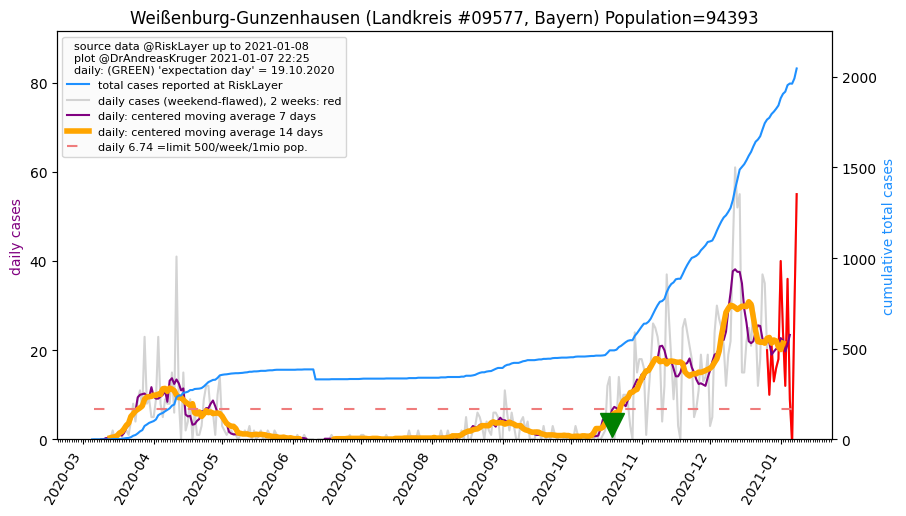 Weißenburg-Gunzenhausen (Landkreis #09577, Bayern) Population=94393
source data @RiskLayer up to 2021-01-08
plot @DrAndreasKruger 2021-01-07 22:25
daily: (GREEN) 'expectation day' = 19.10.2020
total cases reported at RiskLayer
daily cases (weekend-flawed), 2 weeks: red
daily: centered moving average 7 days
daily: centered moving average 14 days
daily 6.74 =limit 500/week/1mio pop.
daily cases
80
60
40
20
0
cumulative total cases
2000
1500
1000
500
0
2020-03
2020-04
2020-05
2020-06
2020-07
2020-08
2020-09
2020-10
2020-11
2020-12
2021-01